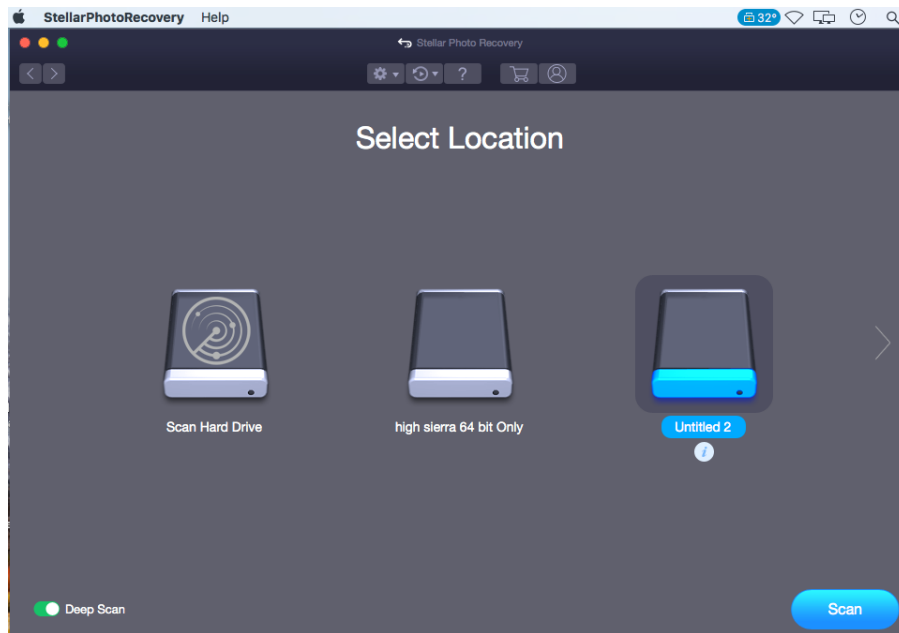 StellarPhotoRecovery Help 32°
Stellar Photo Recovery
?
Select Location
Scan Hard Drive
high sierra 64 bit Only
Untitled 2
i
Deep Scan
Scan